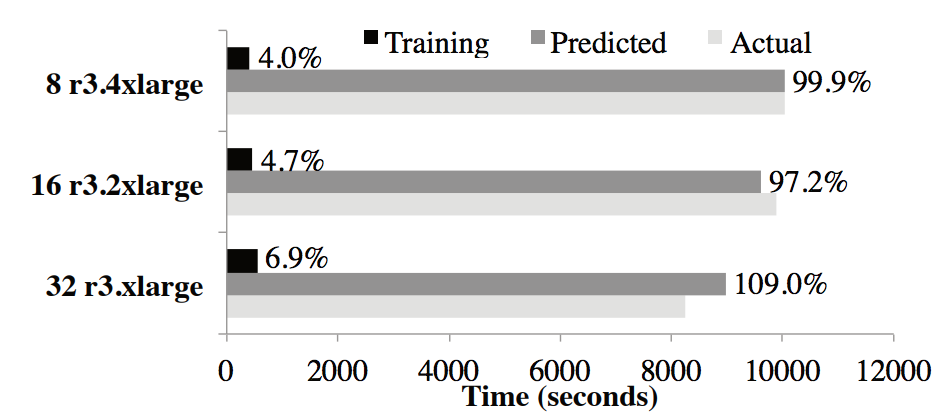 Training Predicted Actual
8 r3.4xlarge 4.0% 99.9%
16 r3.2xlarge 4.7% 97.2%
32 r3.xlarge 6.9% 109.0%
0 2000 4000 6000 8000 10000 12000
Time (seconds)